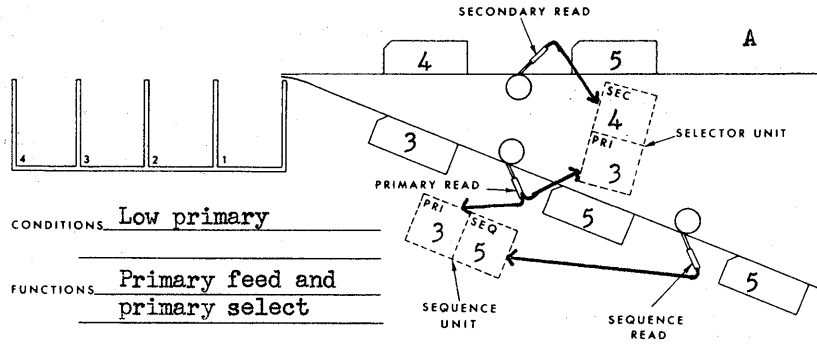 SECONDARY READ
A
4
5
SEC
4
SELECTOR UNIT
PRI
3
3
PRIMARY READ
4
3
2
1
CONDITIONS Low primary
PRI
3
SEQ
5
5
5
FUNCTIONS Primary feed and
primary select
SEQUENCE
UNIT
SEQUENCE
READ